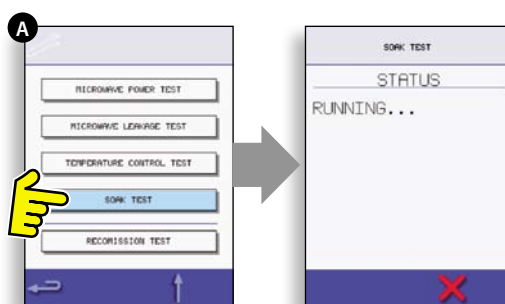 A
MICROWAVE POWER TEST
MICROWAVE LEAKAGE TEST
TEMPERATURE CONTROL TEST
SOAK TEST
RECOMISSION TEST
SOAK TEST
STATUS
RUNNING...